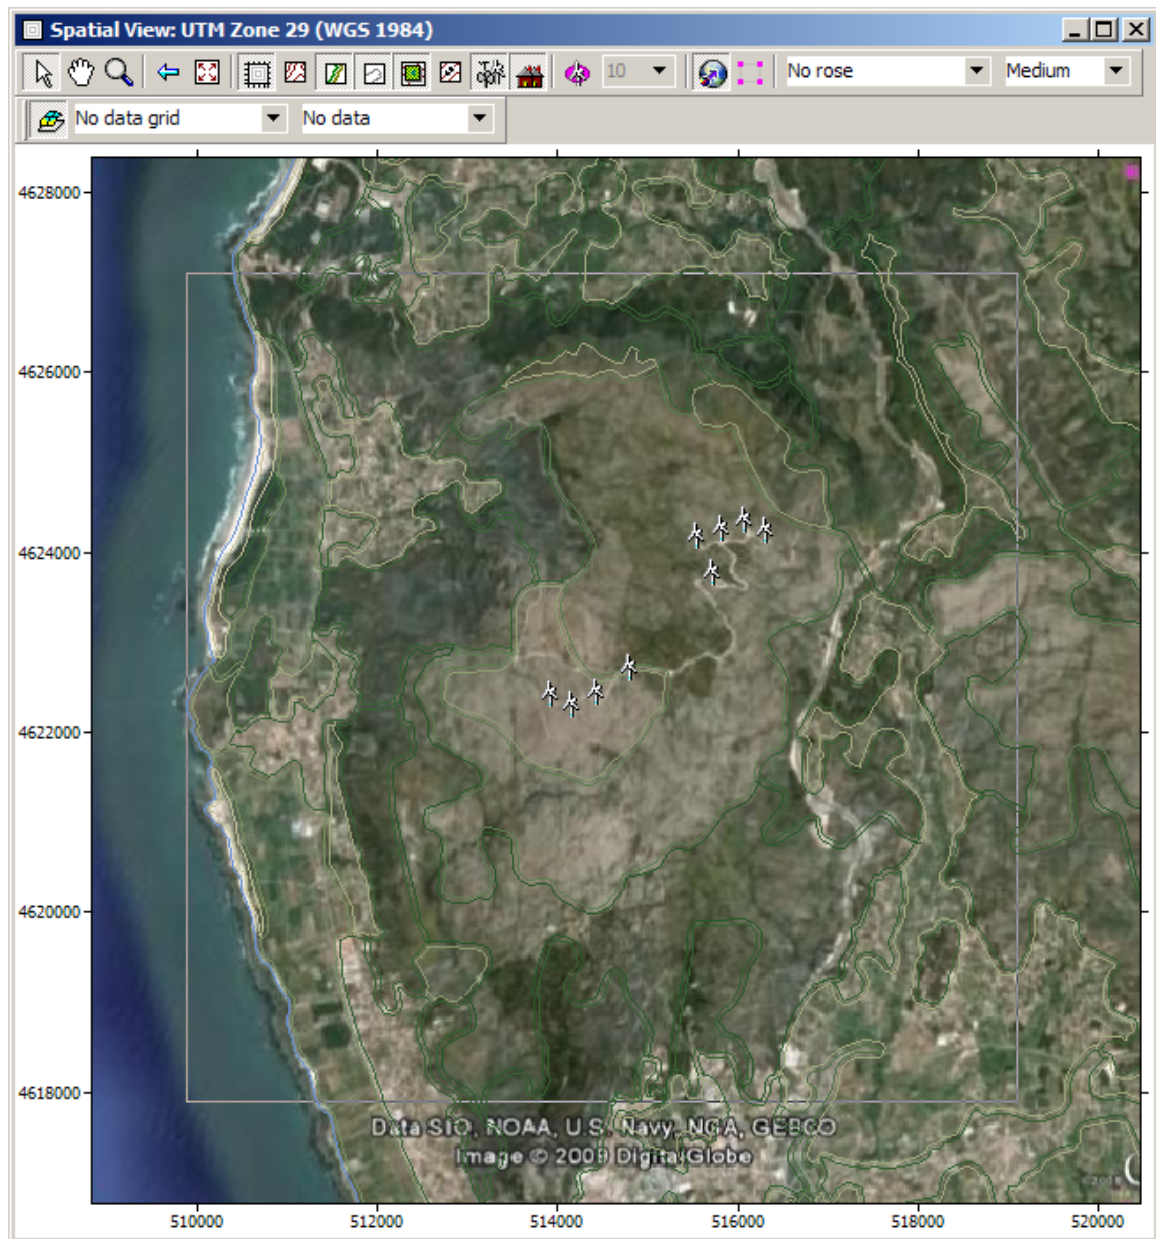 Spatial View: UTM Zone 29 (WGS 1984)
10
No rose
Medium
No data grid
No data
4628000
4626000
4624000
4622000
4620000
4618000
Data SIO, NOAA, U.S. Navy, NGA, GEBCO
Image © 2009 DigitalGlobe
510000
512000
514000
516000
518000
520000